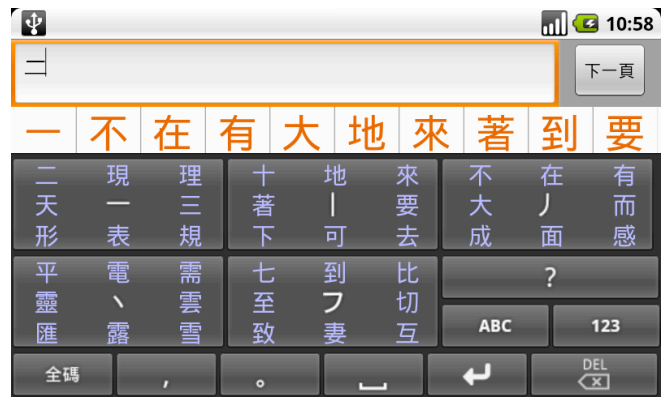 10:58
二
下一頁
一 不 在 有 大 地 來 著 到 要
二 現 理 十 地 來 不 在 有
天 一 三 著 丨 要 大 丿 而
形 表 規 下 可 去 成 面 感
平 電 需 七 到 比 ?
靈 丶 雲 至 フ 切
匯 露 雪 致 妻 互 ABC 123
全碼 , 。 DEL